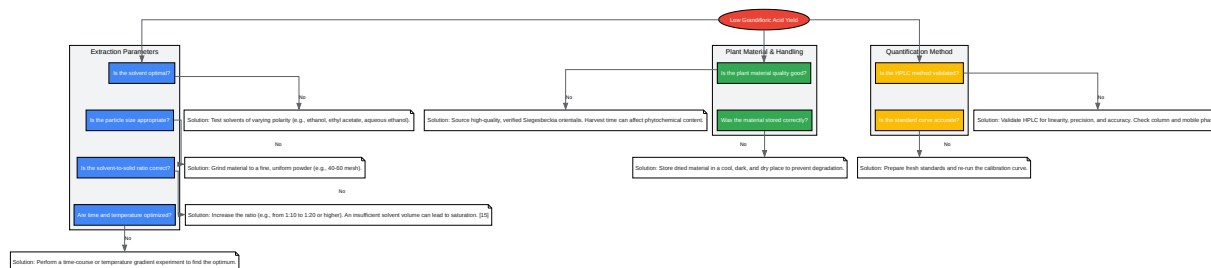 Low Grandifloric Acid Yield
Extraction Parameters
Plant Material & Handling
Quantification Method
Is the solvent optimal?
Is the plant material quality good?
Is the HPLC method validated?
No
No
No
Is the particle size appropriate?
Solution: Test solvents of varying polarity (e.g., ethanol, ethyl acetate, aqueous ethanol).
Solution: Source high-quality, verified Siegesbeckia orientalis. Harvest time can affect phytochemical content.
Was the material stored correctly?
Is the standard curve accurate?
Solution: Validate HPLC for linearity, precision, and accuracy. Check column and mobile pha
No
No
No
Is the solvent-to-solid ratio correct?
Solution: Grind material to a fine, uniform powder (e.g., 40-60 mesh).
Solution: Store dried material in a cool, dark, and dry place to prevent degradation.
Solution: Prepare fresh standards and re-run the calibration curve.
No
Are time and temperature optimized?
Solution: Increase the ratio (e.g., from 1:10 to 1:20 or higher). An insufficient solvent volume can lead to saturation. [15]
No
Solution: Perform a time-course or temperature gradient experiment to find the optimum.